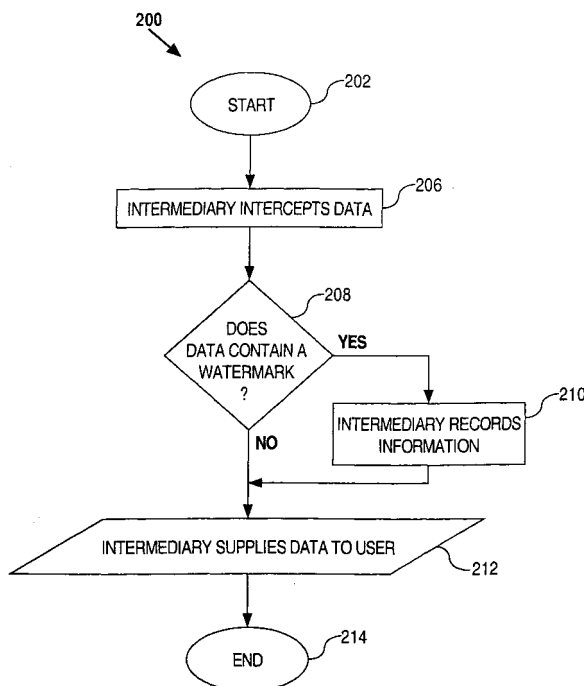 200
START
202
INTERMEDIARY INTERCEPTS DATA
206
DOES
DATA CONTAIN A
WATERMARK
?
208
YES
NO
INTERMEDIARY RECORDS
INFORMATION
210
INTERMEDIARY SUPPLIES DATA TO USER
212
END
214